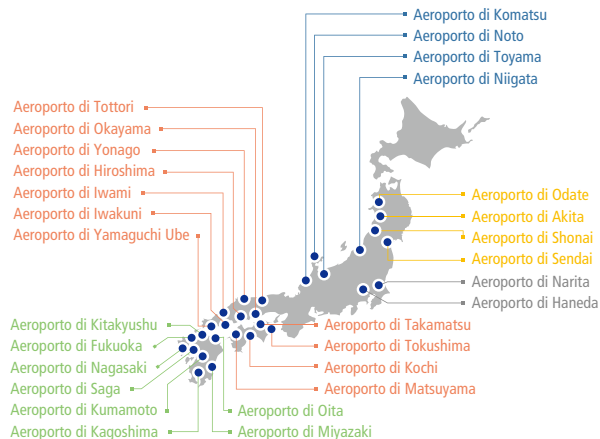 Aeroporto di Komatsu
Aeroporto di Noto
Aeroporto di Toyama
Aeroporto di Niigata
Aeroporto di Tottori
Aeroporto di Okayama
Aeroporto di Yonago
Aeroporto di Hiroshima
Aeroporto di Iwami
Aeroporto di Iwakuni
Aeroporto di Yamaguchi Ube
Aeroporto di Odate
Aeroporto di Akita
Aeroporto di Shonai
Aeroporto di Sendai
Aeroporto di Narita
Aeroporto di Haneda
Aeroporto di Kitakyushu
Aeroporto di Fukuoka
Aeroporto di Nagasaki
Aeroporto di Saga
Aeroporto di Kumamoto
Aeroporto di Kagoshima
Aeroporto di Takamatsu
Aeroporto di Tokushima
Aeroporto di Kochi
Aeroporto di Matsuyama
Aeroporto di Oita
Aeroporto di Miyazaki